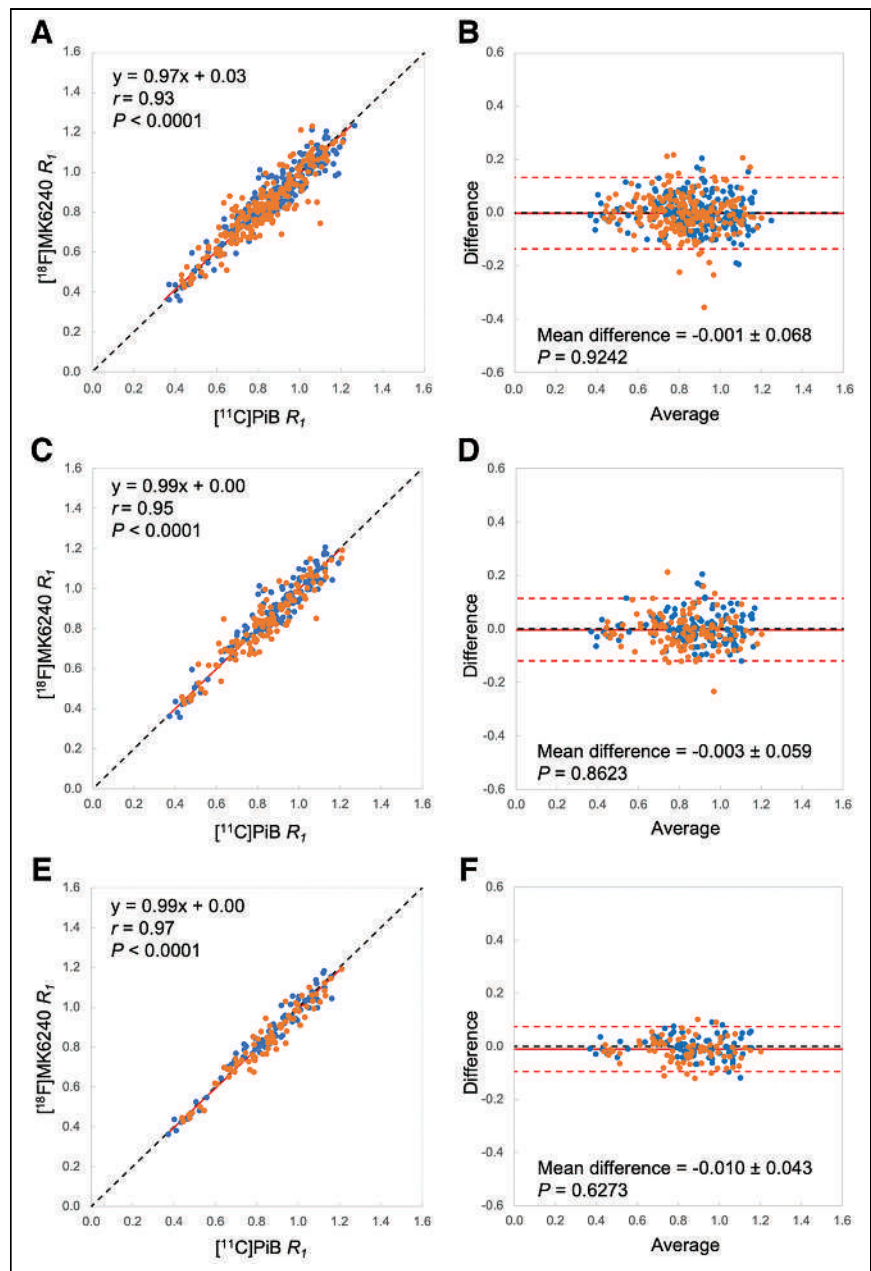 A
1.6
1.4
1.2
1.0
0.8
0.6
0.4
0.2
0.0
[¹⁸F]MK6240 R₁
y = 0.97x + 0.03
r = 0.93
P < 0.0001
0.0 0.2 0.4 0.6 0.8 1.0 1.2 1.4 1.6
[¹¹C]PiB R₁
B
0.6
0.4
0.2
0.0
-0.2
-0.4
-0.6
Difference
Mean difference = -0.001 ± 0.068
P = 0.9242
0.0 0.2 0.4 0.6 0.8 1.0 1.2 1.4 1.6
Average
C
1.6
1.4
1.2
1.0
0.8
0.6
0.4
0.2
0.0
[¹⁸F]MK6240 R₁
y = 0.99x + 0.00
r = 0.95
P < 0.0001
0.0 0.2 0.4 0.6 0.8 1.0 1.2 1.4 1.6
[¹¹C]PiB R₁
D
0.6
0.4
0.2
0.0
-0.2
-0.4
-0.6
Difference
Mean difference = -0.003 ± 0.059
P = 0.8623
0.0 0.2 0.4 0.6 0.8 1.0 1.2 1.4 1.6
Average
E
1.6
1.4
1.2
1.0
0.8
0.6
0.4
0.2
0.0
[¹⁸F]MK6240 R₁
y = 0.99x + 0.00
r = 0.97
P < 0.0001
0.0 0.2 0.4 0.6 0.8 1.0 1.2 1.4 1.6
[¹¹C]PiB R₁
F
0.6
0.4
0.2
0.0
-0.2
-0.4
-0.6
Difference
Mean difference = -0.010 ± 0.043
P = 0.6273
0.0 0.2 0.4 0.6 0.8 1.0 1.2 1.4 1.6
Average